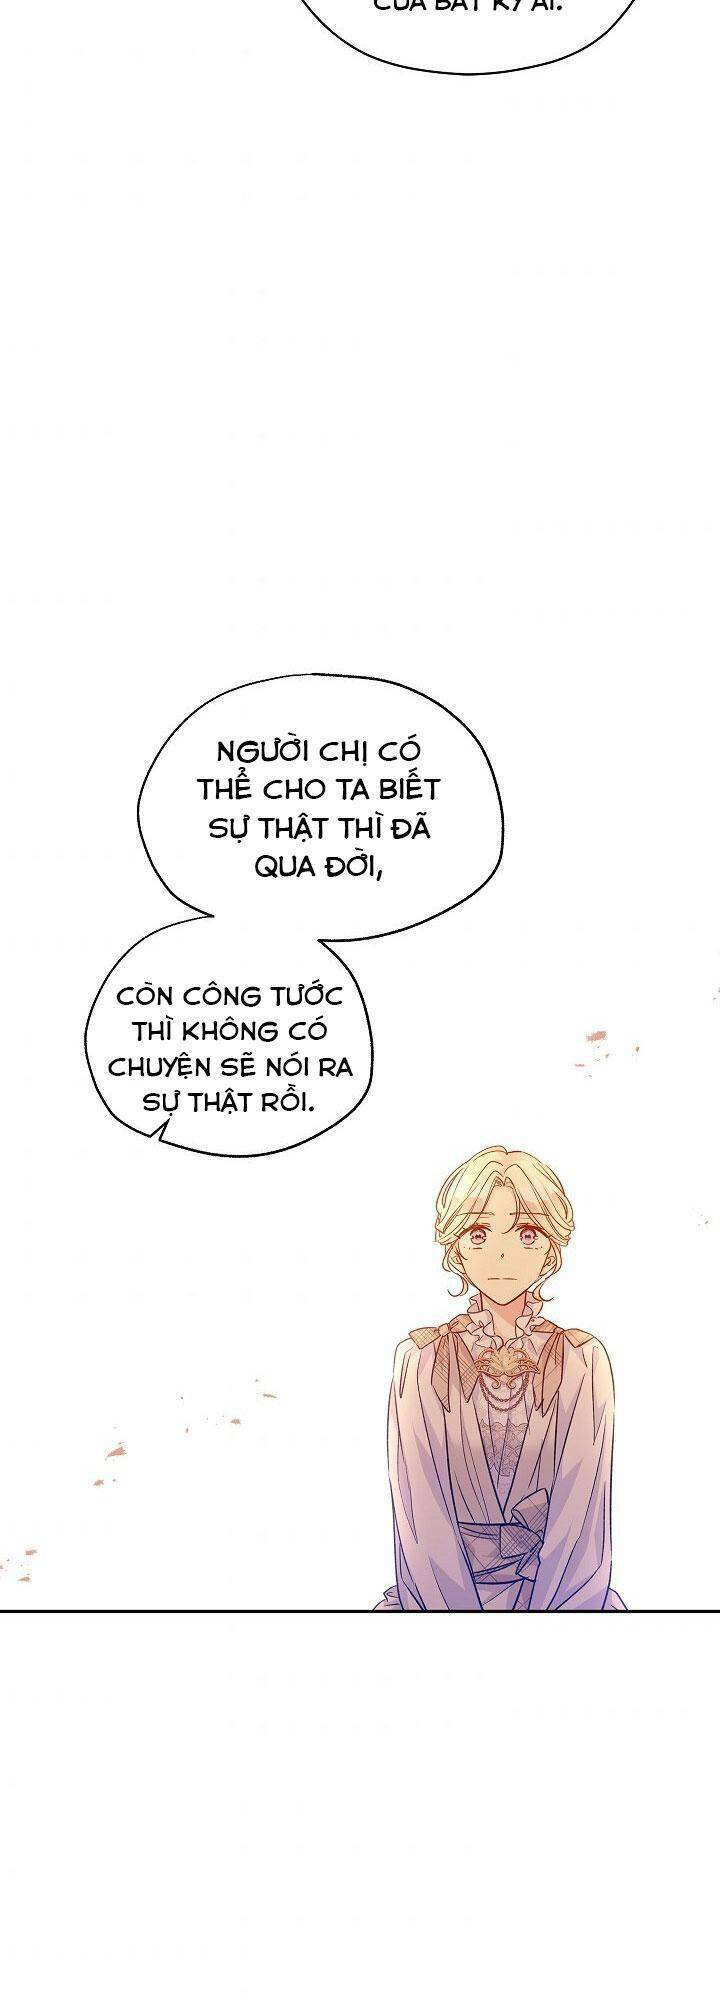 CỦA BẤT KỲ AI.
NGƯỜI CHỊ CÓ
THỂ CHO TA BIẾT
SỰ THẬT THÌ ĐÃ
QUA ĐỜI,
CÒN CÔNG TƯỚC
THÌ KHÔNG CÓ
CHUYỆN SẼ NÓI RA
SỰ THẬT RỒI.